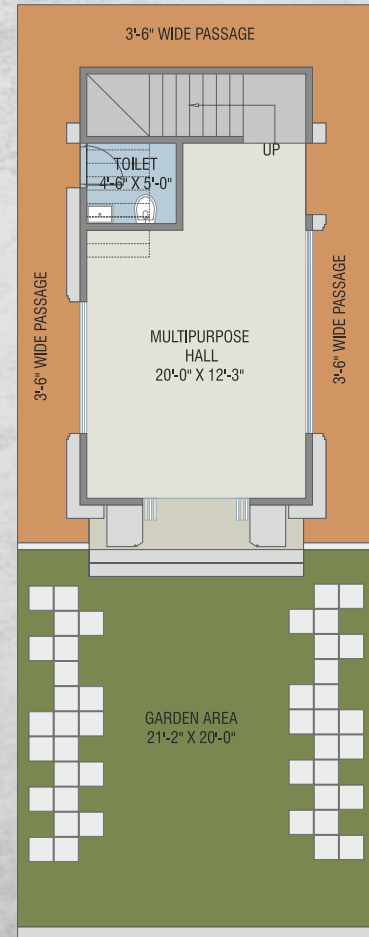 3'-6" WIDE PASSAGE
UP
TOILET
4'-6" X 5'-0"
3'-6" WIDE PASSAGE
MULTIPURPOSE
HALL
20'-0" X 12'-3"
3'-6" WIDE PASSAGE
GARDEN AREA
21'-2" X 20'-0"